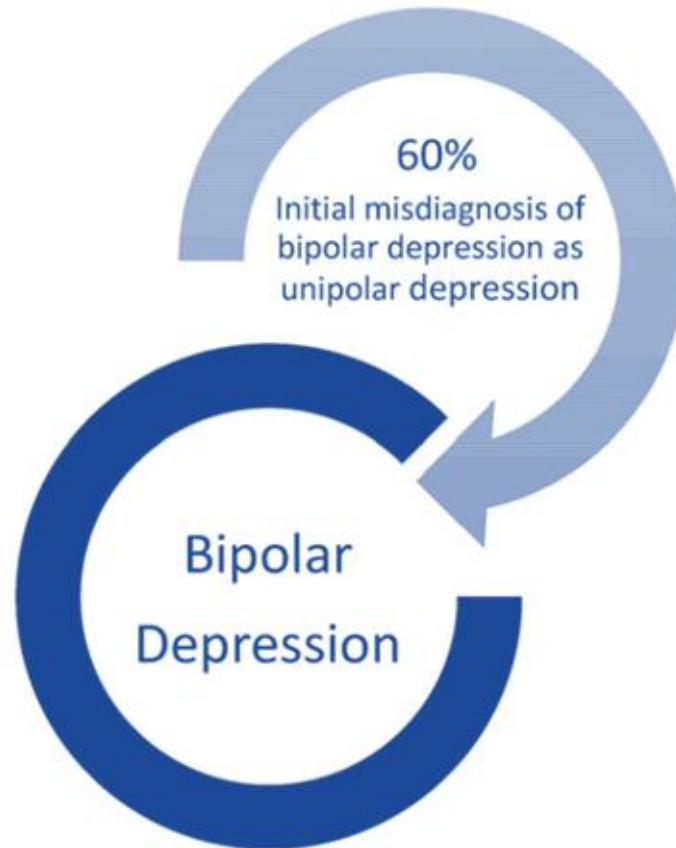 60%
Initial misdiagnosis of
bipolar depression as
unipolar depression
Bipolar
Depression